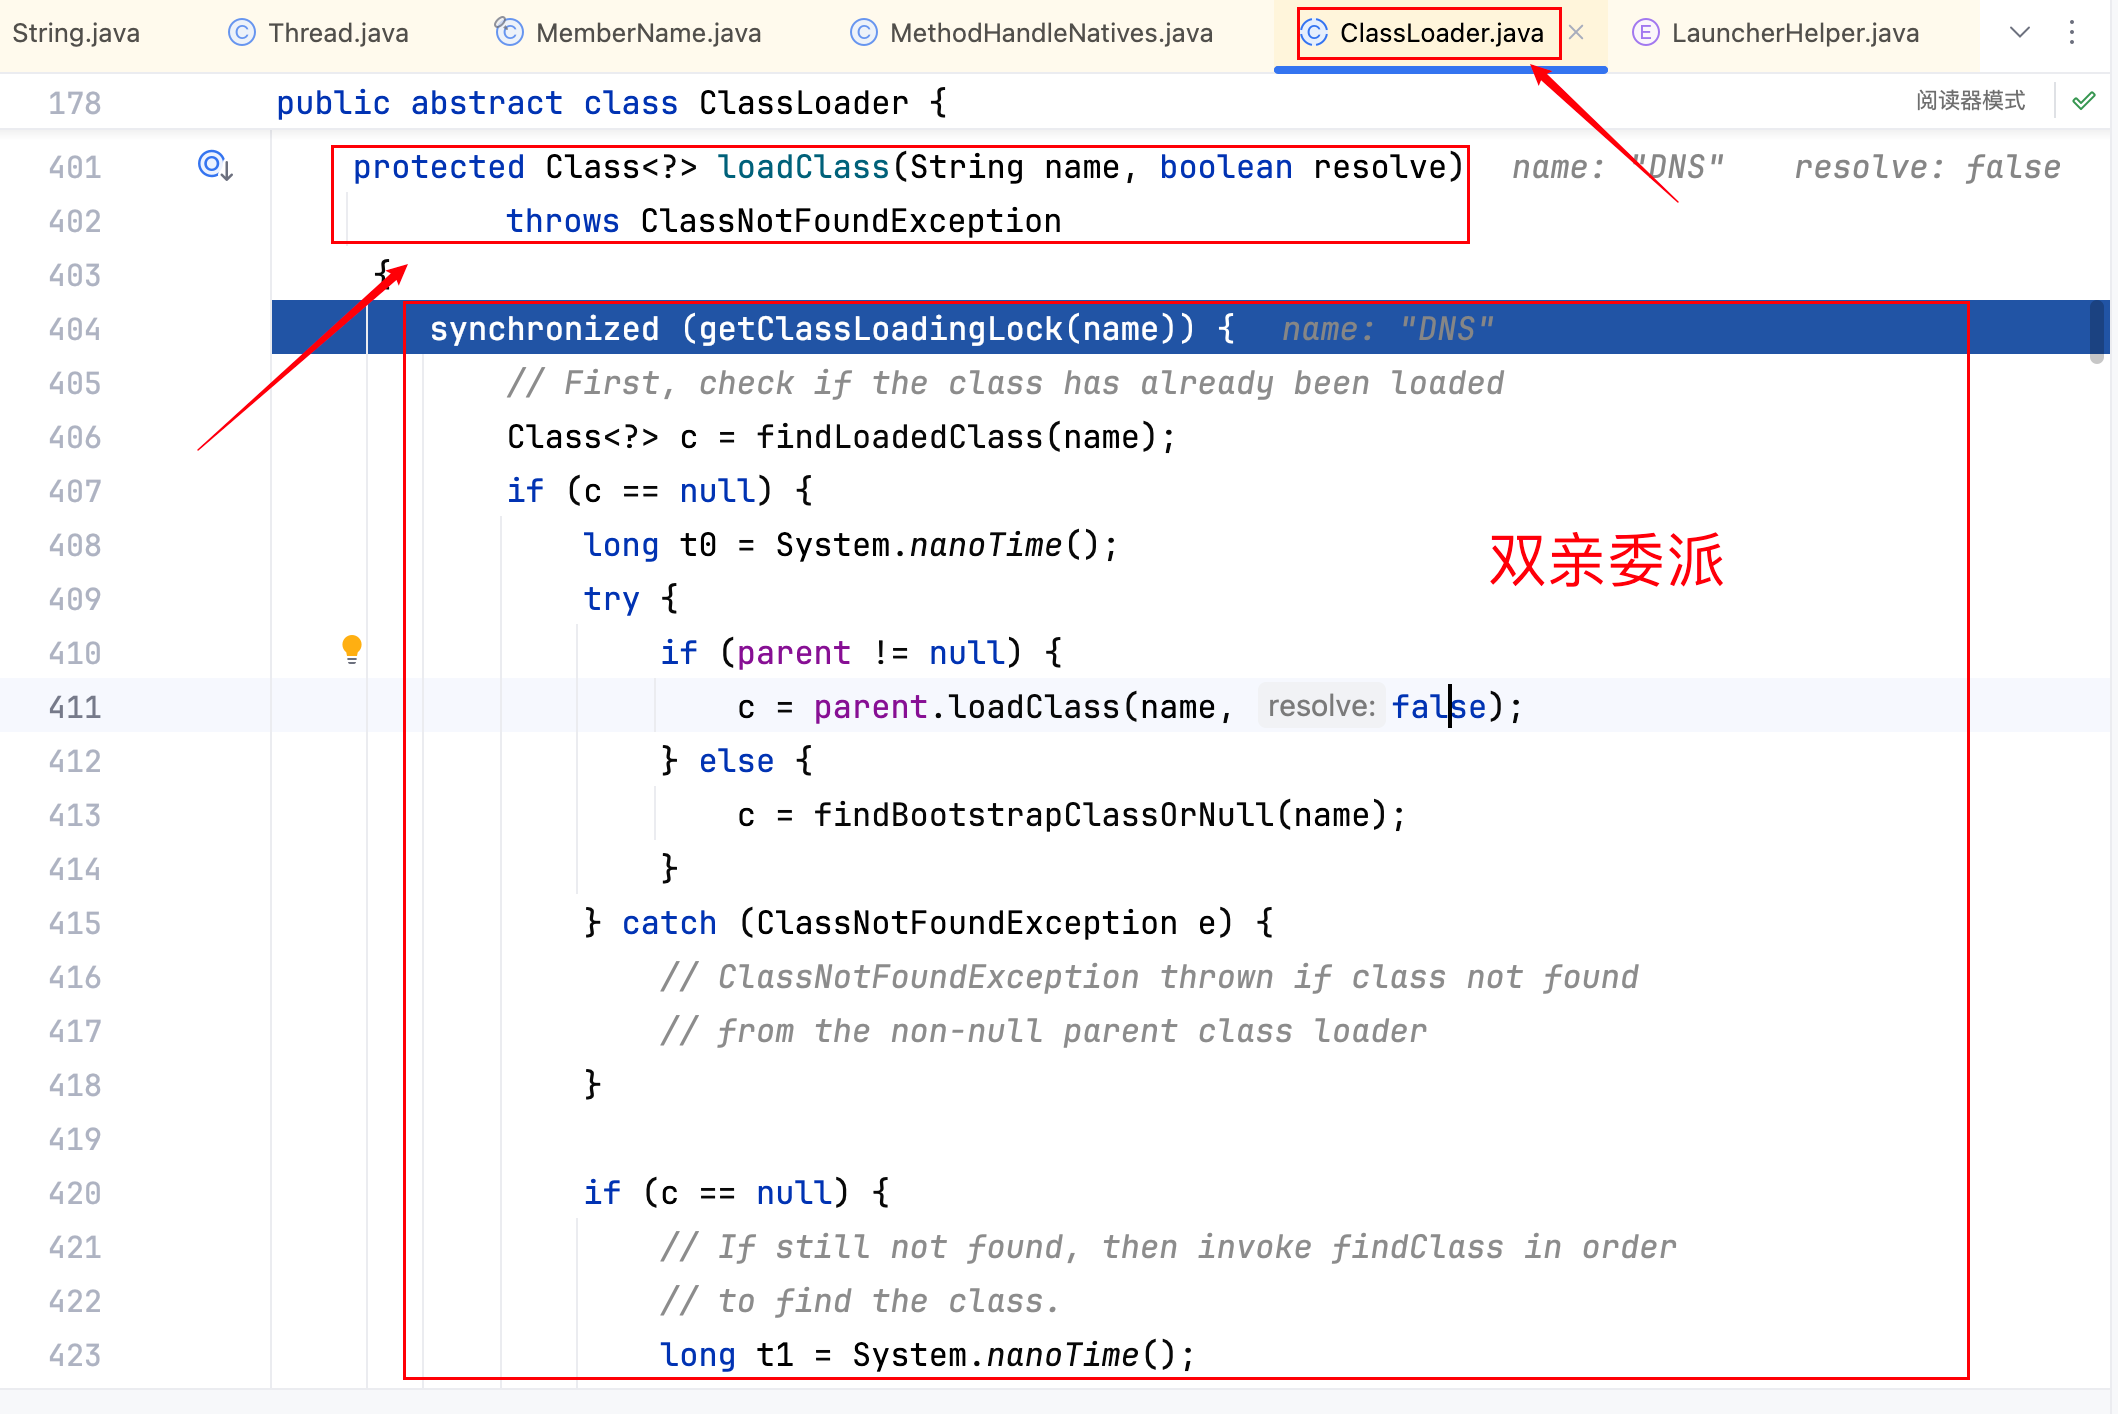 String.java Thread.java MemberName.java MethodHandleNatives.java ClassLoader.java LauncherHelper.java
178 public abstract class ClassLoader { 阅读器模式
401 protected Class<?> loadClass(String name, boolean resolve) name: "DNS" resolve: false
402 throws ClassNotFoundException
403 {
404 synchronized (getClassLoadingLock(name)) { name: "DNS"
405 // First, check if the class has already been loaded
406 Class<?> c = findLoadedClass(name);
407 if (c == null) {
408 long t0 = System.nanoTime();
双亲委派
409 try {
410 if (parent != null) {
411 c = parent.loadClass(name, resolve: false);
412 } else {
413 c = findBootstrapClassOrNull(name);
414 }
415 } catch (ClassNotFoundException e) {
416 // ClassNotFoundException thrown if class not found
417 // from the non-null parent class loader
418 }
419
420 if (c == null) {
421 // If still not found, then invoke findClass in order
422 // to find the class.
423 long t1 = System.nanoTime();